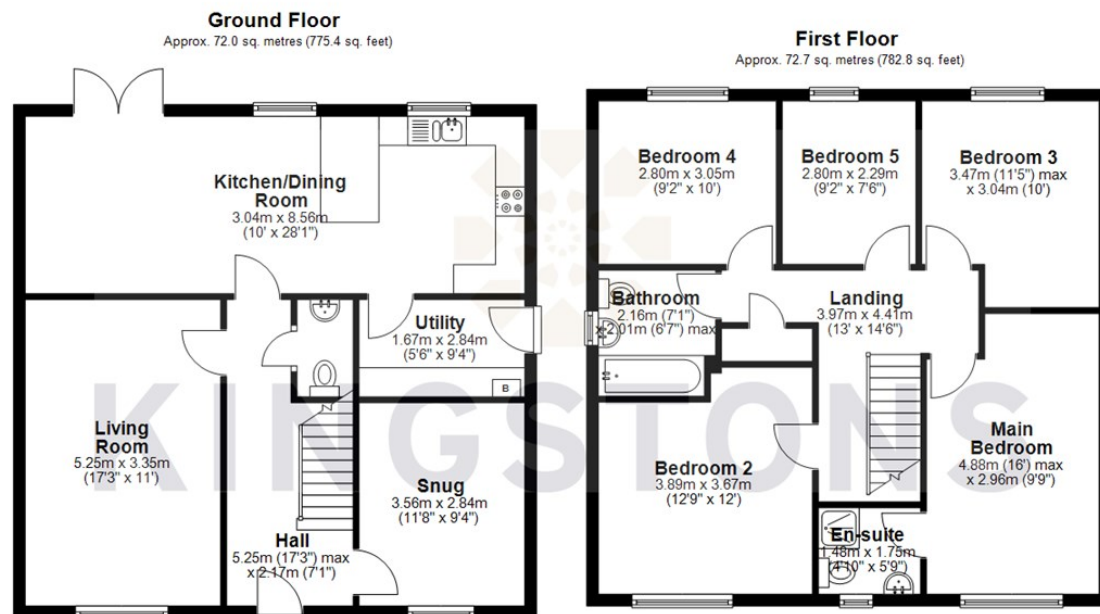 Ground Floor
Approx. 72.0 sq. metres (775.4 sq. feet)
Kitchen/Dining
Room
3.04m x 8.56m
(10' x 28'1")
Utility
1.67m x 2.84m
(5'6" x 9'4")
B
Living
Room
5.25m x 3.35m
(17'3" x 11')
Snug
3.56m x 2.84m
(11'8" x 9'4")
Hall
5.25m (17'3") max
x 2.17m (7'1")
First Floor
Approx. 72.7 sq. metres (782.8 sq. feet)
Bedroom 4
2.80m x 3.05m
(9'2" x 10')
Bedroom 5
2.80m x 2.29m
(9'2" x 7'6")
Bedroom 3
3.47m (11'5") max
x 3.04m (10')
Bathroom
2.16m (7'1")
x 2.01m (6'7") max
Landing
3.97m x 4.41m
(13' x 14'6")
Bedroom 2
3.89m x 3.67m
(12'9" x 12')
Main
Bedroom
4.88m (16') max
x 2.96m (9'9")
En-suite
1.48m x 1.75m
(4'10" x 5'9")
KINGSTONS